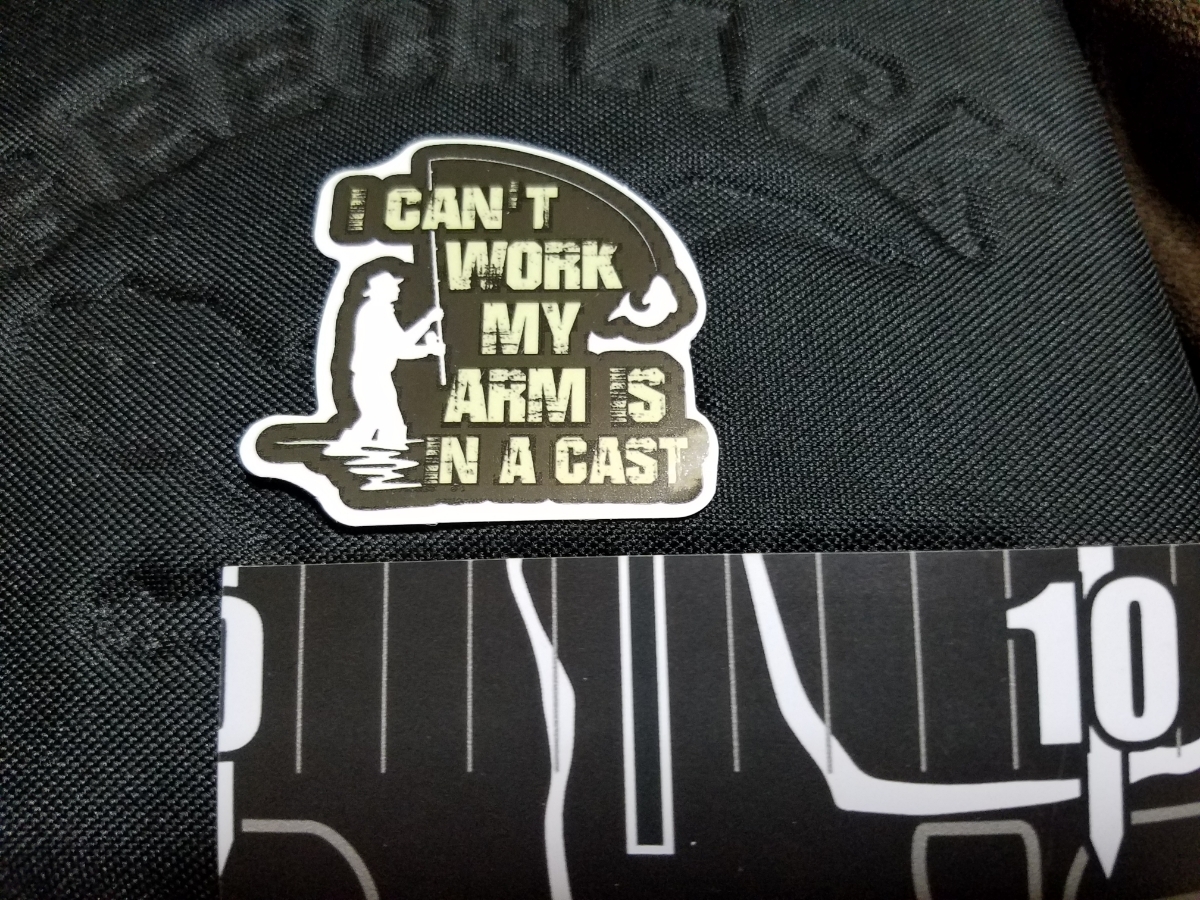 I CAN'T
WORK
MY
ARM IS
IN A CAST
10